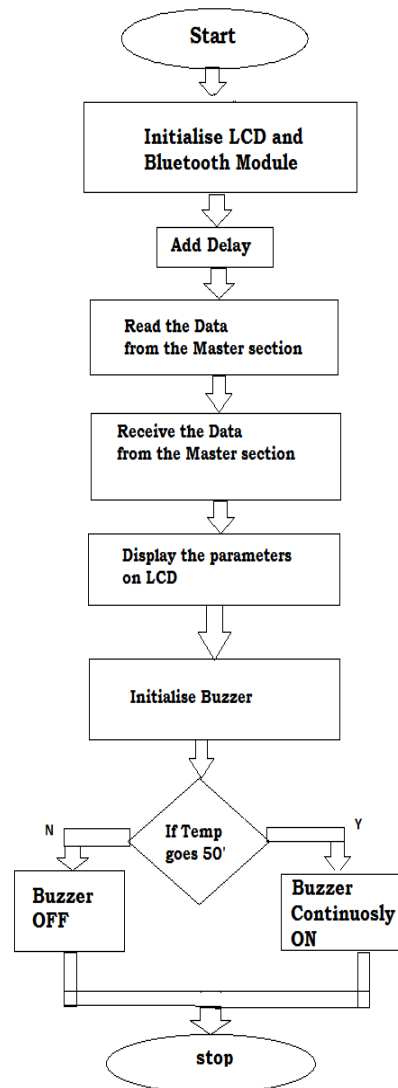 Start
Initialise LCD and
Bluetooth Module
Add Delay
Read the Data
from the Master section
Receive the Data
from the Master section
Display the parameters
on LCD
Initialise Buzzer
N
Y
If Temp
goes 50'
Buzzer
OFF
Buzzer
Continuosly
ON
stop